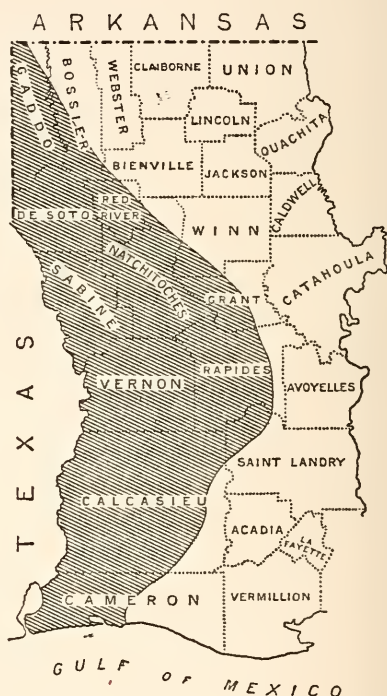 ARKANSAS
CADDO
BOSSIER
WEBSTER
CLAIBORNE
UNION
LINCOLN
OUACHITA
BIENVILLE
JACKSON
CALDWELL
DE SOTO
RED
RIVER
WINN
CATAHOULA
NATCHITOCHES
SABINE
GRANT
TEXAS
VERNON
RAPIDES
AVOYELLES
SAINT LANDRY
CALCASIEU
ACADIA
LA
FAYETTE
CAMERON
VERMILLION
GULF OF MEXICO